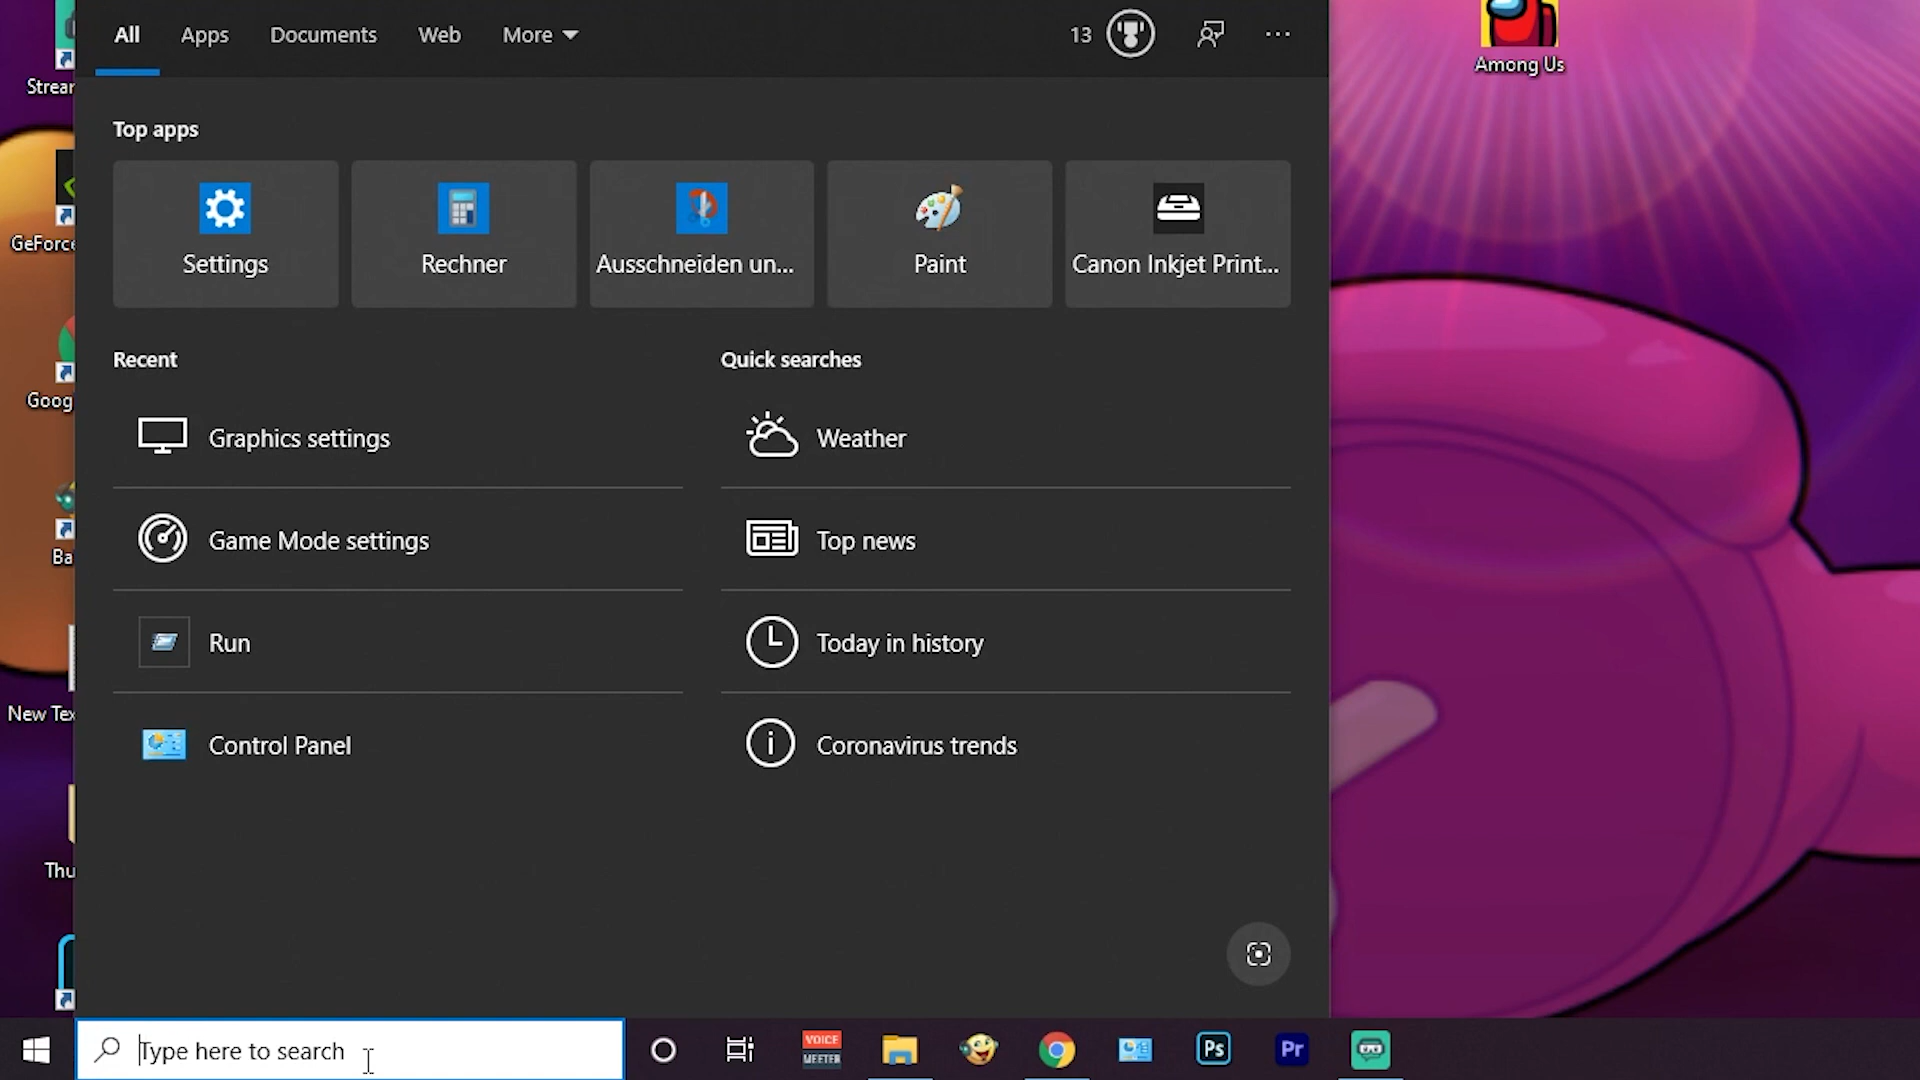 All Apps Documents Web More 13
Among Us
Top apps
Settings Rechner Ausschneiden un... Paint Canon Inkjet Print...
Recent Quick searches
Graphics settings Weather
Game Mode settings Top news
Run Today in history
Control Panel Coronavirus trends
Strear
GeForce
Goog
Ba
New Tex
Thu
Type here to search
VOICE
MEETER
Ps
Pr